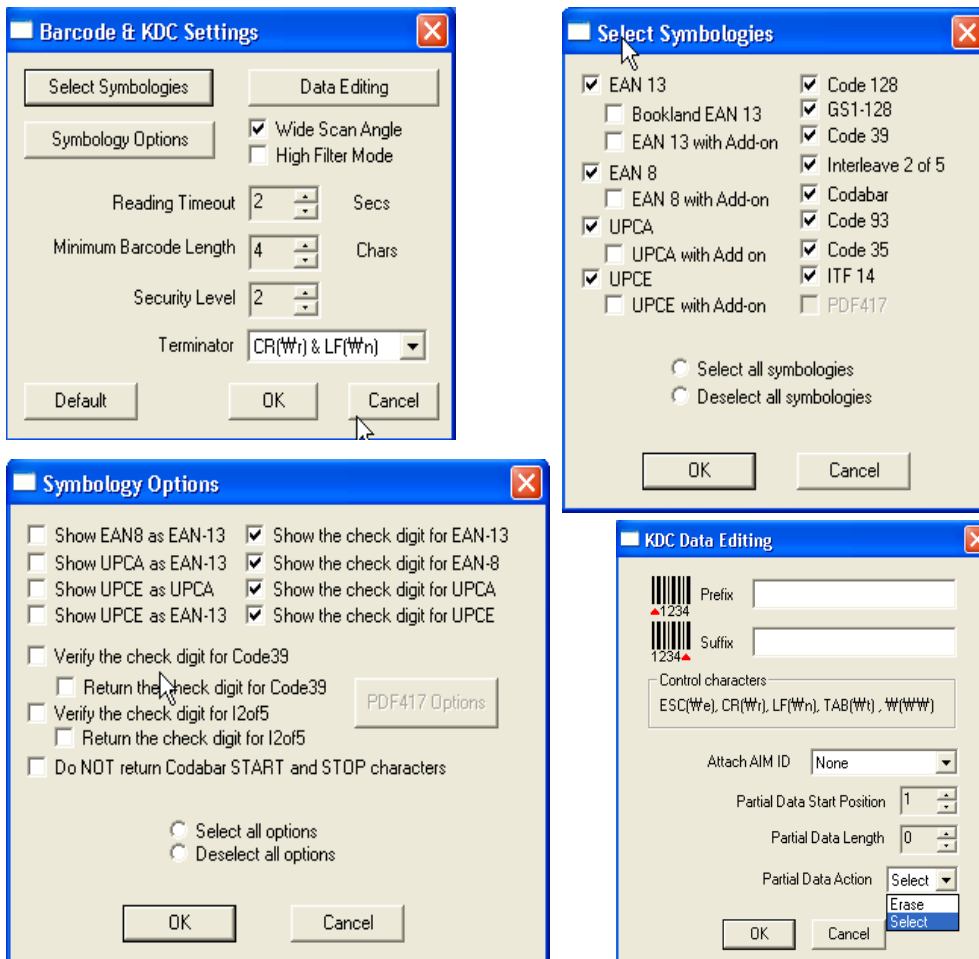 Barcode & KDC Settings
Select Symbologies
Data Editing
Symbology Options
Wide Scan Angle
High Filter Mode
Reading Timeout 2 Secs
Minimum Barcode Length 4 Chars
Security Level 2
Terminator CR(₩r) & LF(₩n)
Default
OK
Cancel
Select Symbologies
EAN 13
Bookland EAN 13
EAN 13 with Add-on
EAN 8
EAN 8 with Add-on
UPCA
UPCA with Add on
UPCE
UPCE with Add-on
Code 128
GS1-128
Code 39
Interleave 2 of 5
Codabar
Code 93
Code 35
ITF 14
PDF417
Select all symbologies
Deselect all symbologies
OK
Cancel
Symbology Options
Show EAN8 as EAN-13
Show UPCA as EAN-13
Show UPCE as UPCA
Show UPCE as EAN-13
Show the check digit for EAN-13
Show the check digit for EAN-8
Show the check digit for UPCA
Show the check digit for UPCE
Verify the check digit for Code39
Return the check digit for Code39
Verify the check digit for I2of5
Return the check digit for I2of5
PDF417 Options
Do NOT return Codabar START and STOP characters
Select all options
Deselect all options
OK
Cancel
KDC Data Editing
1234
Prefix
1234
Suffix
Control characters
ESC(₩e), CR(₩r), LF(₩n), TAB(₩t) , ₩(₩₩)
Attach AIM ID None
Partial Data Start Position 1
Partial Data Length 0
Partial Data Action Select
Erase
Select
OK
Cancel